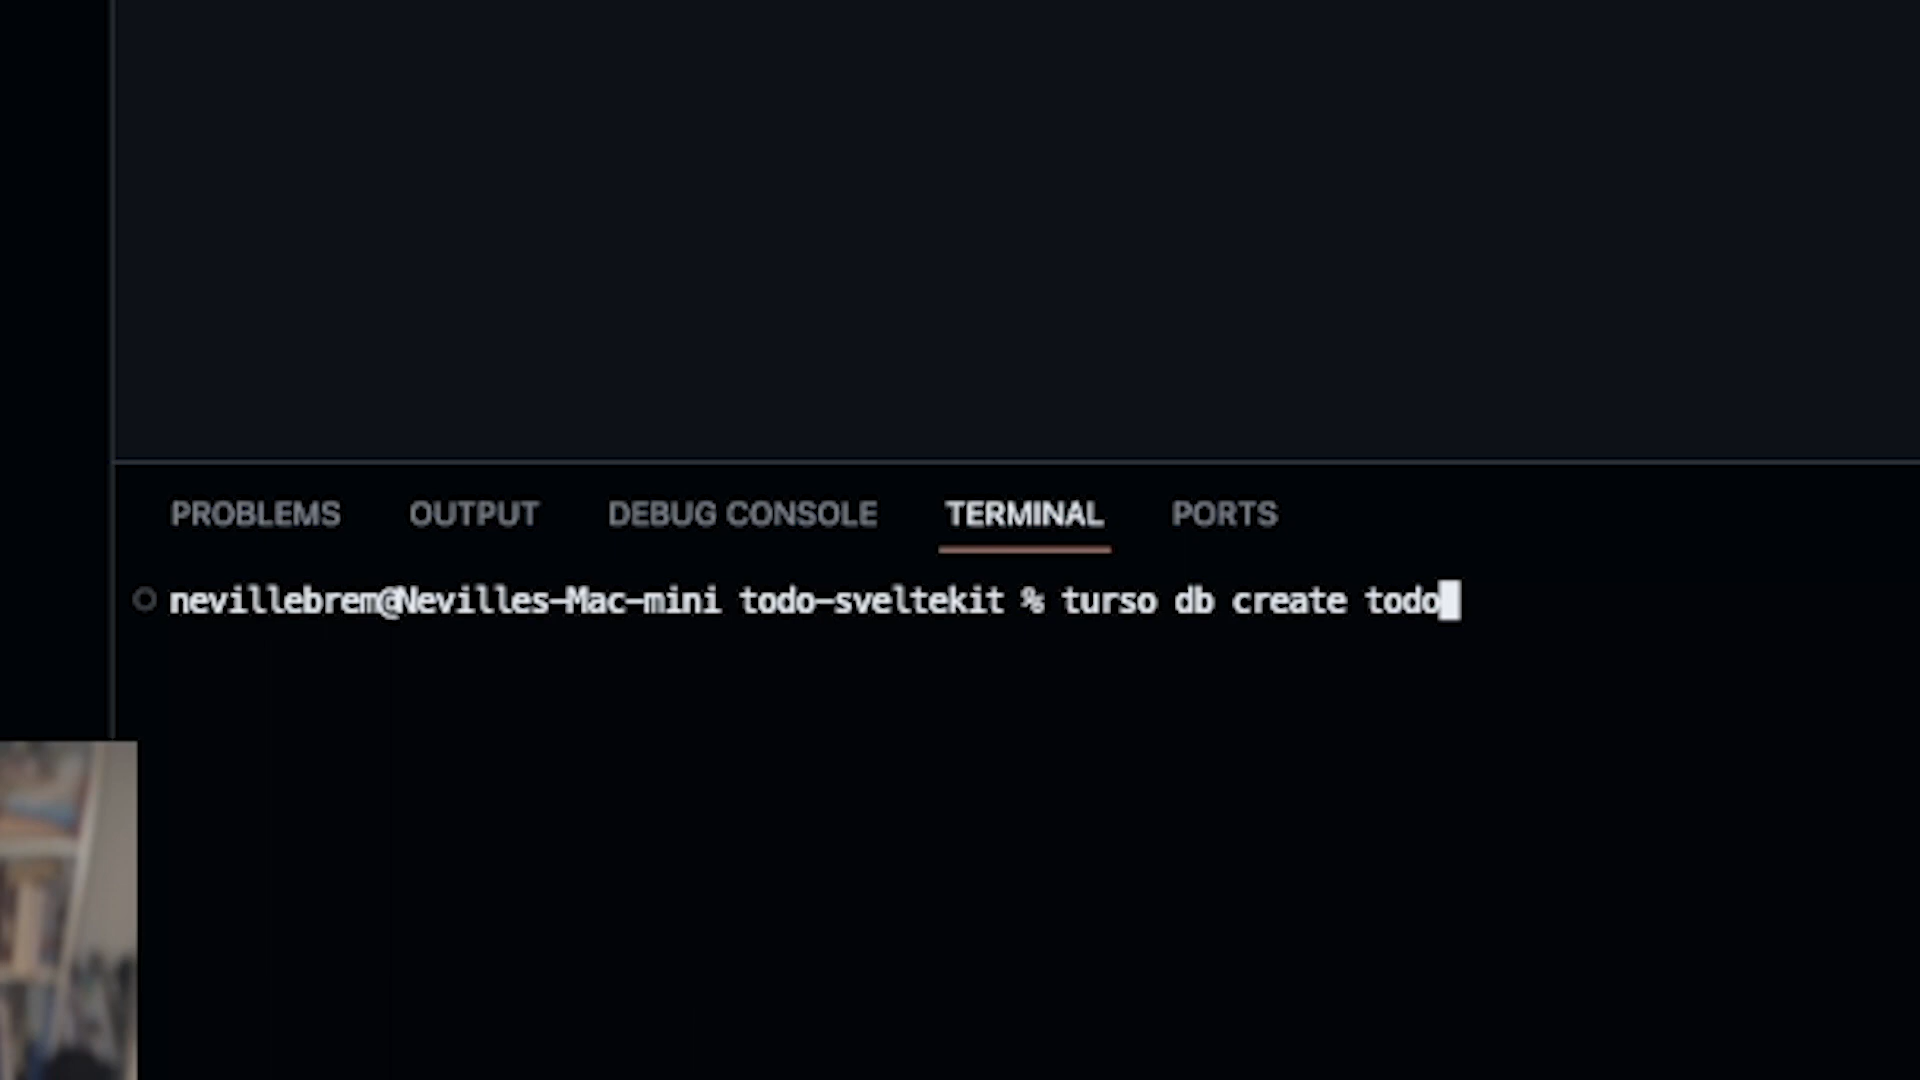 PROBLEMS OUTPUT DEBUG CONSOLE TERMINAL PORTS
nevillebrem@Nevilles-Mac-mini todo-sveltekit % turso db create todo